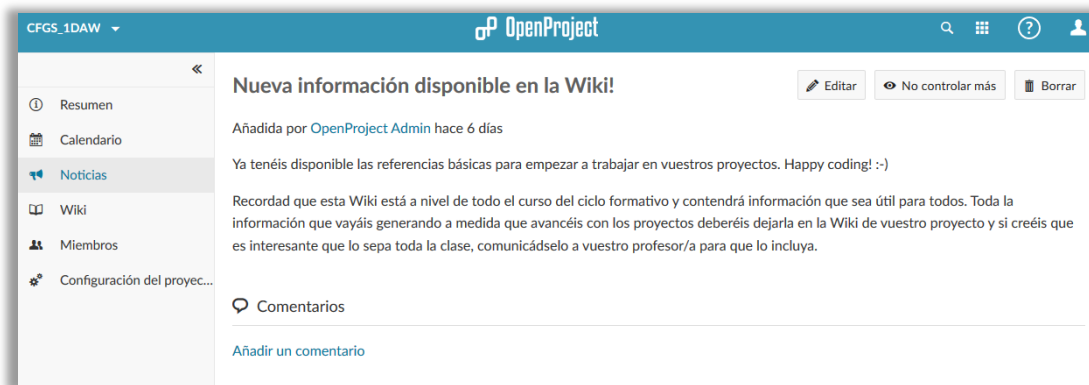 CFGS_1DAW
OpenProject
Nueva información disponible en la Wiki!
Editar
No controlar más
Borrar
Resumen
Calendario
Noticias
Wiki
Miembros
Configuración del proyec...
Añadida por OpenProject Admin hace 6 días
Ya tenéis disponible las referencias básicas para empezar a trabajar en vuestros proyectos. Happy coding! :-)
Recordad que esta Wiki está a nivel de todo el curso del ciclo formativo y contendrá información que sea útil para todos. Toda la
información que vayáis generando a medida que avancéis con los proyectos deberéis dejarla en la Wiki de vuestro proyecto y si creéis que
es interesante que lo sepa toda la clase, comunicádselo a vuestro profesor/a para que lo incluya.
Comentarios
Añadir un comentario